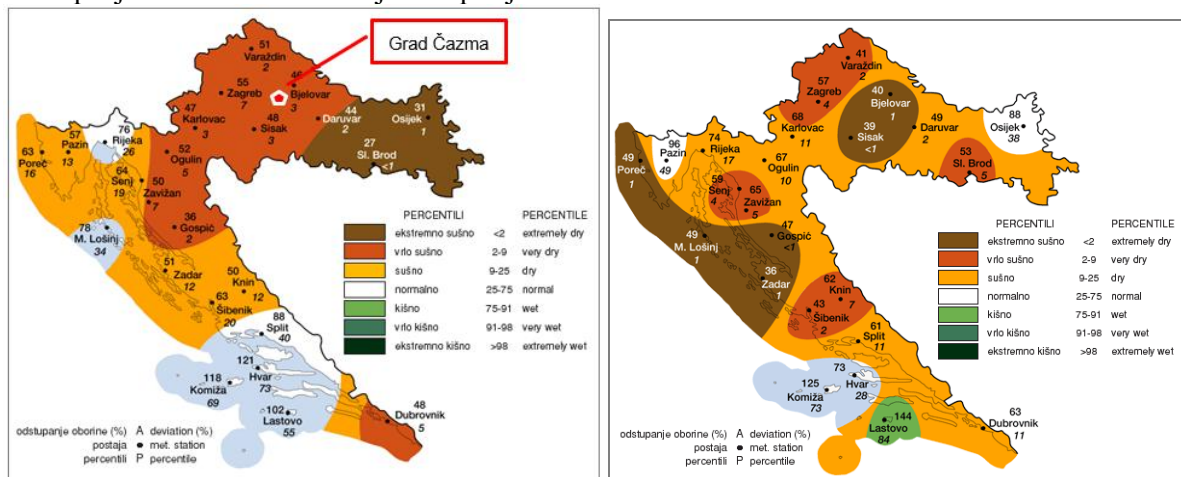 Grad Čazma
51
Varaždin
2
55
Zagreb
7
46
Bjelovar
3
47
Karlovac
3
48
Sisak
3
44
Daruvar
2
31
Osijek
1
27
Sl. Brod
<1
57
Pazin
13
76
Rijeka
26
63
Poreč
16
52
Ogulin
5
64
Senj
19
50
Zavižan
7
36
Gospić
2
78
M. Lošinj
34
51
Zadar
12
50
Knin
12
63
Šibenik
20
88
Split
40
121
Hvar
73
118
Komiža
69
102
Lastovo
55
48
Dubrovnik
5
PERCENTILI PERCENTILE
ekstremno sušno <2 extremely dry
vrlo sušno 2-9 very dry
sušno 9-25 dry
normalno 25-75 normal
kišno 75-91 wet
vrlo kišno 91-98 very wet
ekstremno kišno >98 extremely wet
odstupanje oborine (%) A deviation (%)
postaja ● met. station
percentili P percentile
41
Varaždin
2
57
Zagreb
4
40
Bjelovar
1
68
Karlovac
11
39
Sisak
<1
49
Daruvar
2
88
Osijek
38
53
Sl. Brod
5
96
Pazin
49
74
Rijeka
17
49
Poreč
1
67
Ogulin
10
59
Senj
4
65
Zavižan
5
47
Gospić
<1
49
M. Lošinj
1
36
Zadar
1
62
Knin
7
43
Šibenik
2
61
Split
11
73
Hvar
28
125
Komiža
73
144
Lastovo
84
63
Dubrovnik
11
PERCENTILI PERCENTILE
ekstremno sušno <2 extremely dry
vrlo sušno 2-9 very dry
sušno 9-25 dry
normalno 25-75 normal
kišno 75-91 wet
vrlo kišno 91-98 very wet
ekstremno kišno >98 extremely wet
odstupanje oborine (%) A deviation (%)
postaja ● met. station
percentili P percentile